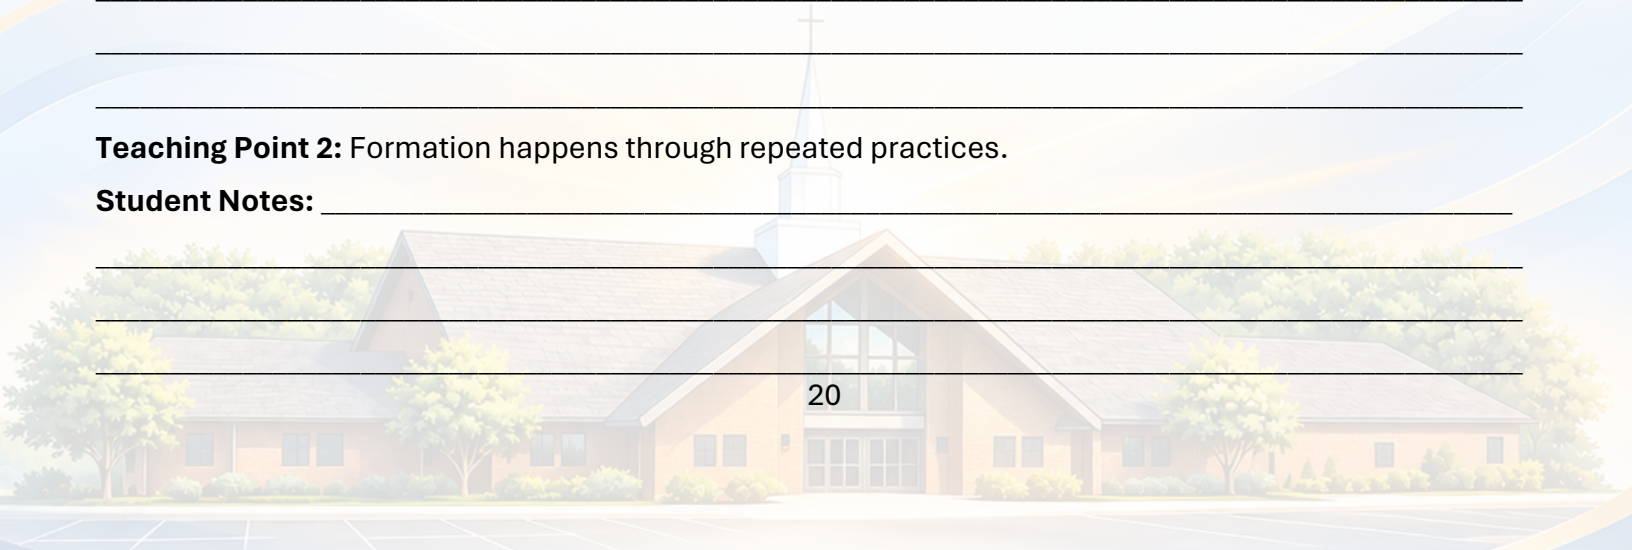 Teaching Point 2: Formation happens through repeated practices.
Student Notes:
20